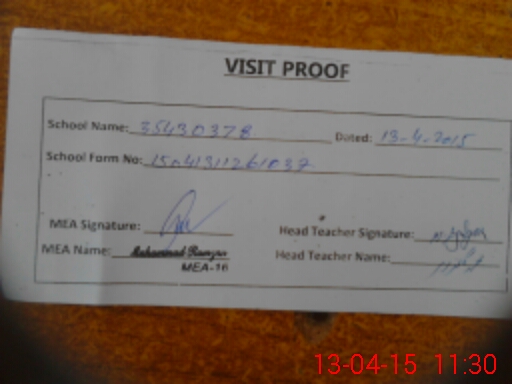 VISIT PROOF
School Name: 35430378 Dated: 13-4-2015
School Form No: 15041311261037
MEA Signature: Head Teacher Signature:
MEA Name: Muhammad Ramzan Head Teacher Name:
MEA-16
13-04-15 11:30